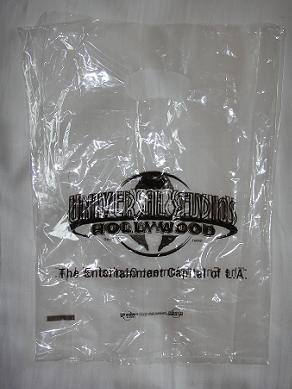 UNIVERSAL STUDIOS
HOLLYWOOD
The Entertainment Capital of L.A.